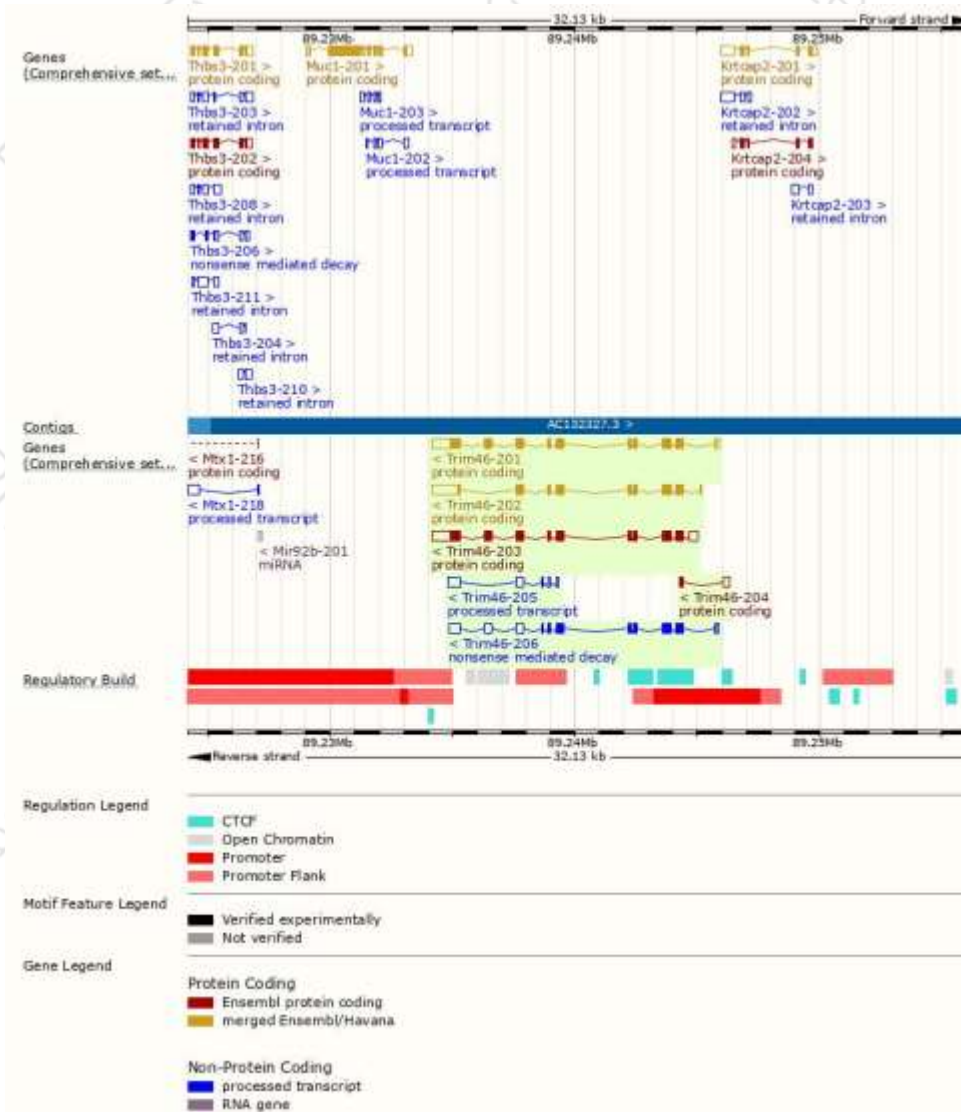 32.13 kb Forward strand
89.23Mb 89.24Mb 89.25Mb
Genes
(Comprehensive set...
Thbs3-201 >
protein coding
Muc1-201 >
protein coding
Krtcap2-201 >
protein coding
Thbs3-203 >
retained intron
Muc1-203 >
processed transcript
Krtcap2-202 >
retained intron
Thbs3-202 >
protein coding
Muc1-202 >
processed transcript
Krtcap2-204 >
protein coding
Thbs3-208 >
retained intron
Krtcap2-203 >
retained intron
Thbs3-206 >
nonsense mediated decay
Thbs3-211 >
retained intron
Thbs3-204 >
retained intron
Thbs3-210 >
retained intron
Contigs
AC132327.3 >
Genes
(Comprehensive set...
< Mtx1-216
protein coding
< Trim46-201
protein coding
< Mtx1-218
processed transcript
< Trim46-202
protein coding
< Mir92b-201
miRNA
< Trim46-203
protein coding
< Trim46-205
processed transcript
< Trim46-204
protein coding
< Trim46-206
nonsense mediated decay
Regulatory Build
89.23Mb 89.24Mb 89.25Mb
Reverse strand 32.13 kb
Regulation Legend
CTCF
Open Chromatin
Promoter
Promoter Flank
Motif Feature Legend
Verified experimentally
Not verified
Gene Legend
Protein Coding
Ensembl protein coding
merged Ensembl/Havana
Non-Protein Coding
processed transcript
RNA gene